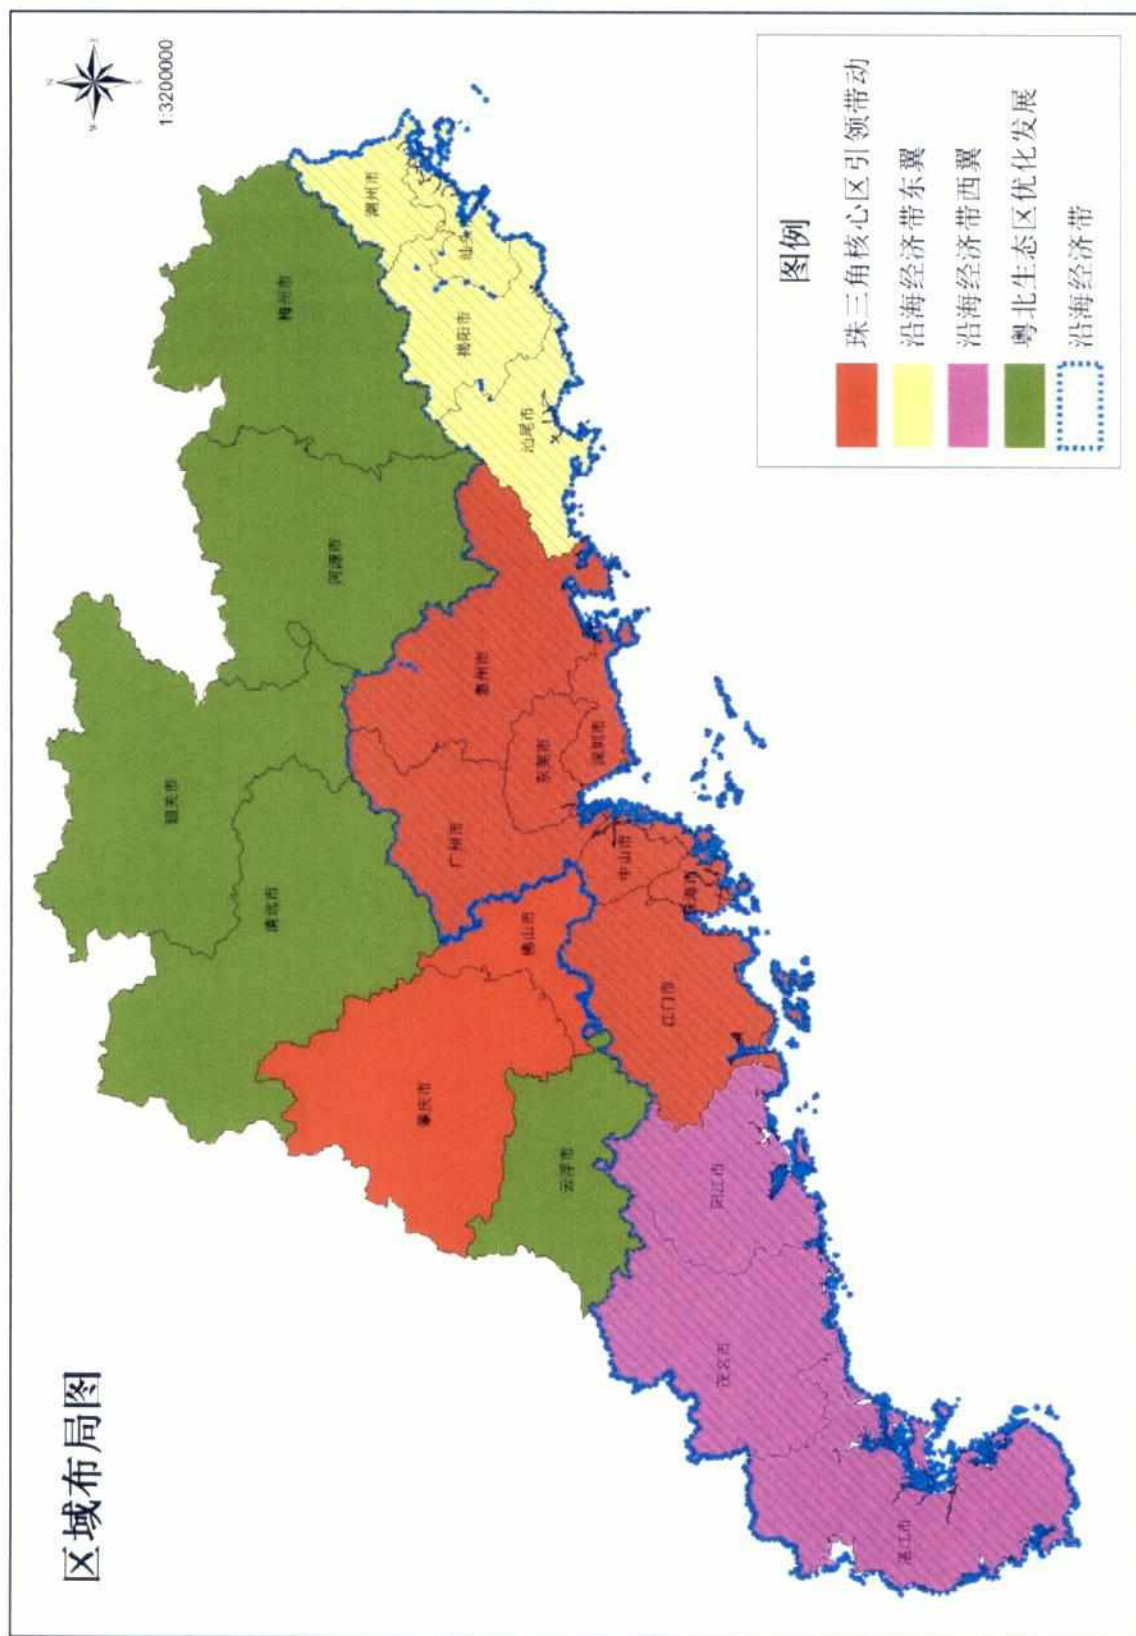 区域布局图
N
1:3200000
韶关市
清远市
梅州市
河源市
潮州市
汕头
揭阳市
汕尾市
惠州市
广州市
东莞市
深圳市
佛山市
肇庆市
中山市
珠海市
江门市
云浮市
阳江市
茂名市
湛江市
图例
珠三角核心区引领带动
沿海经济带东翼
沿海经济带西翼
粤北生态区优化发展
沿海经济带